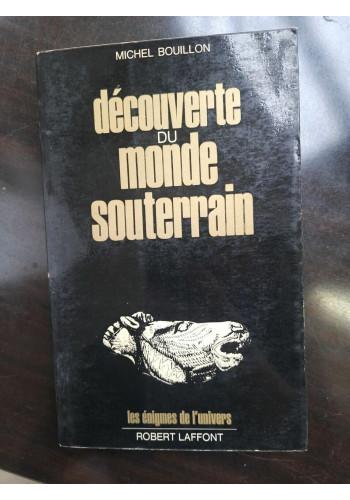 MICHEL BOUILLON
découverte
DU
monde
souterrain
les énigmes de l'univers
ROBERT LAFFONT